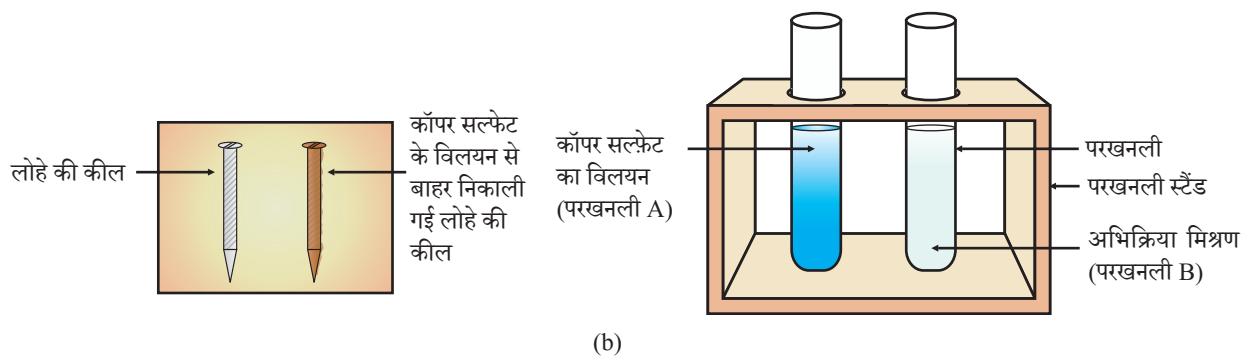 लोहे की कील
कॉपर सल्फेट
के विलयन से
बाहर निकाली
गई लोहे की
कील
कॉपर सल्फ़ेट
का विलयन
(परखनली A)
परखनली
परखनली स्टैंड
अभिक्रिया मिश्रण
(परखनली B)
(b)